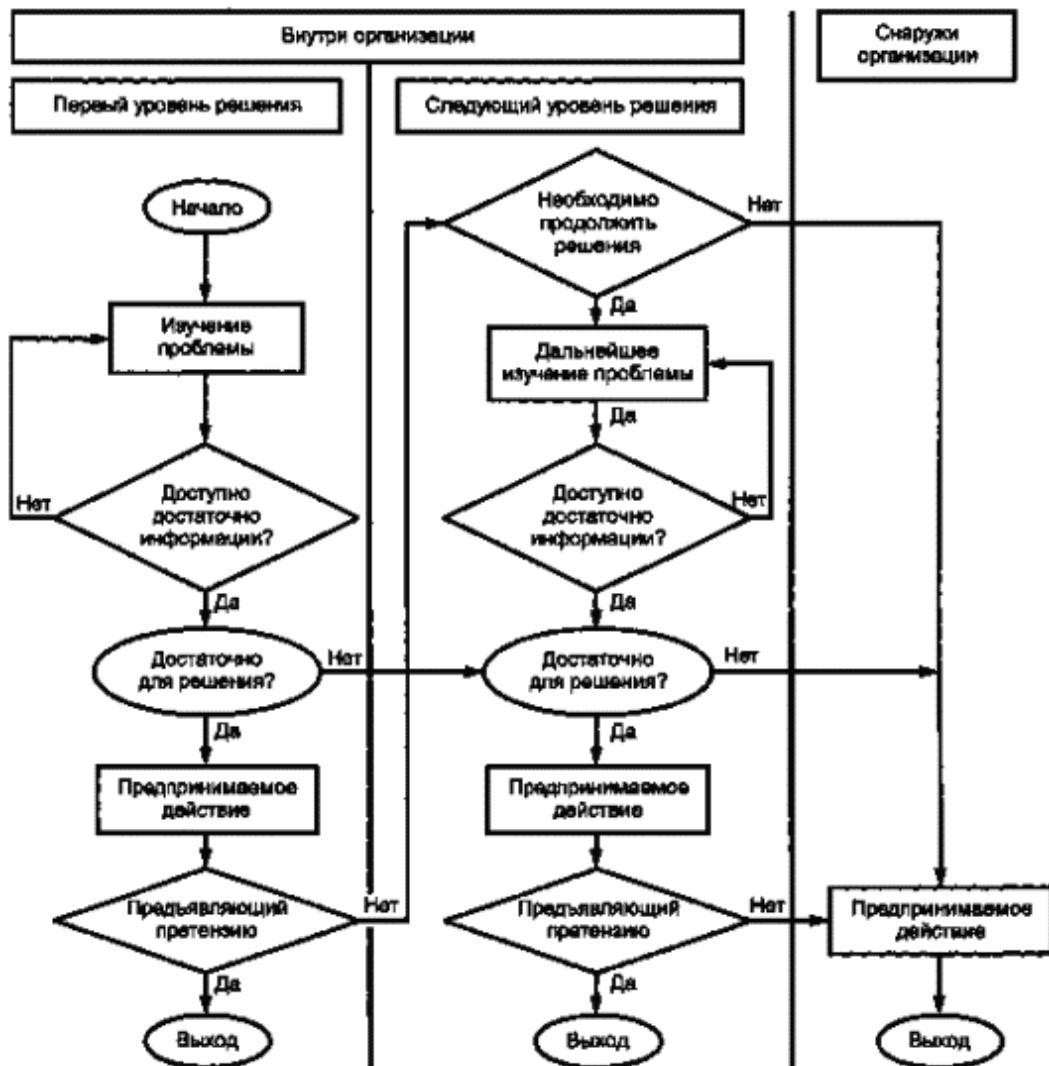 Внутри организации
Снаружи
организации
Первый уровень решения
Следующий уровень решения
Начало
Необходимо
продолжить
решения
Нет
Да
Изучение
проблемы
Дальнейшее
изучение проблемы
Да
Нет
Доступно
достаточно
информации?
Доступно
достаточно
информации?
Нет
Да
Да
Достаточно
для решения?
Нет
Достаточно
для решения?
Нет
Да
Да
Предпринимаемое
действие
Предпринимаемое
действие
Предъявляющий
претензию
Нет
Предъявляющий
претензию
Нет
Предпринимаемое
действие
Да
Да
Выход
Выход
Выход